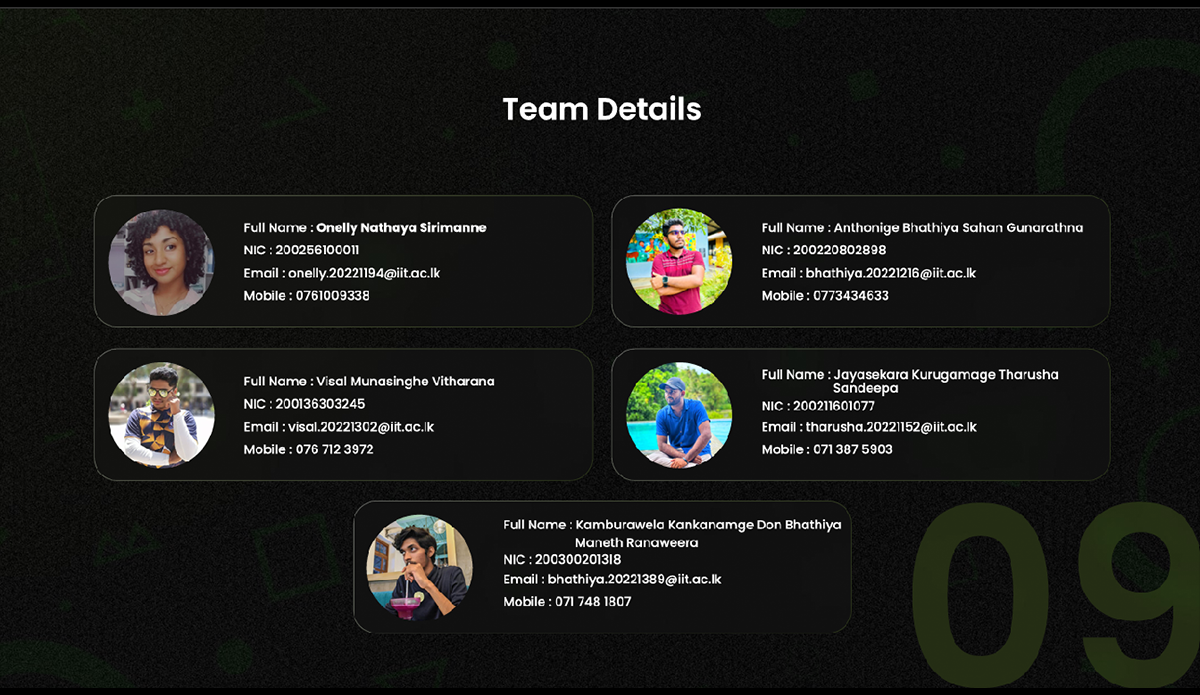 Team Details
Full Name : Onelly Nathaya Sirimanne
NIC : 200256100011
Email : onelly.20221194@iit.ac.lk
Mobile : 0761009338
Full Name : Anthonige Bhathiya Sahan Gunarathna
NIC : 200220802898
Email : bhathiya.20221216@iit.ac.lk
Mobile : 0773434633
Full Name : Visal Munasinghe Vitharana
NIC : 200136303245
Email : visal.20221302@iit.ac.lk
Mobile : 076 712 3972
Full Name : Jayasekara Kurugamage Tharusha
Sandeepa
NIC : 200211601077
Email : tharusha.20221152@iit.ac.lk
Mobile : 071 387 5903
Full Name : Kamburawela Kankanamge Don Bhathiya
Maneth Ranaweera
NIC : 200300201318
Email : bhathiya.20221389@iit.ac.lk
Mobile : 071 748 1807
09